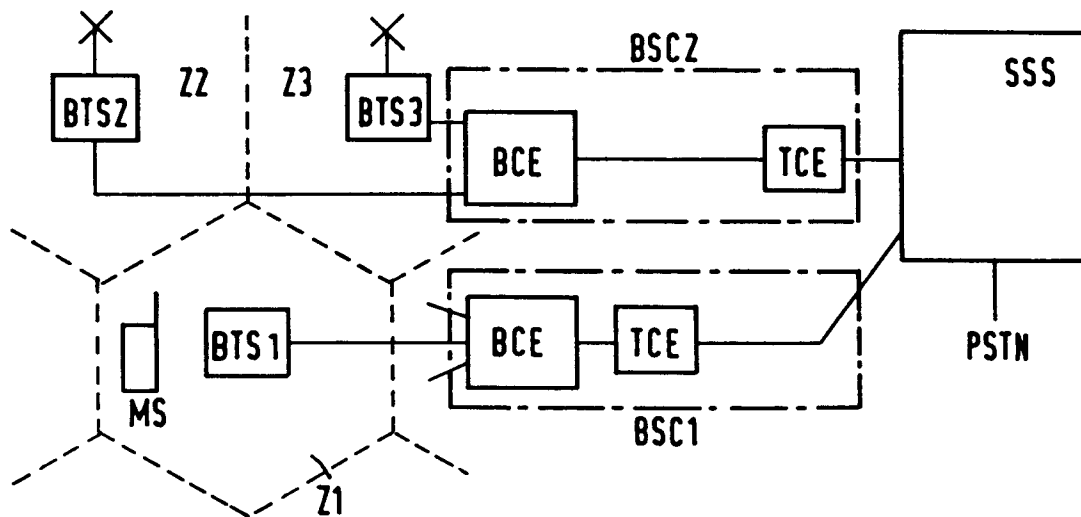 BSC2
SSS
Z2
Z3
BTS2
BTS3
BCE
TCE
BTS1
BCE
TCE
PSTN
MS
BSC1
Z1